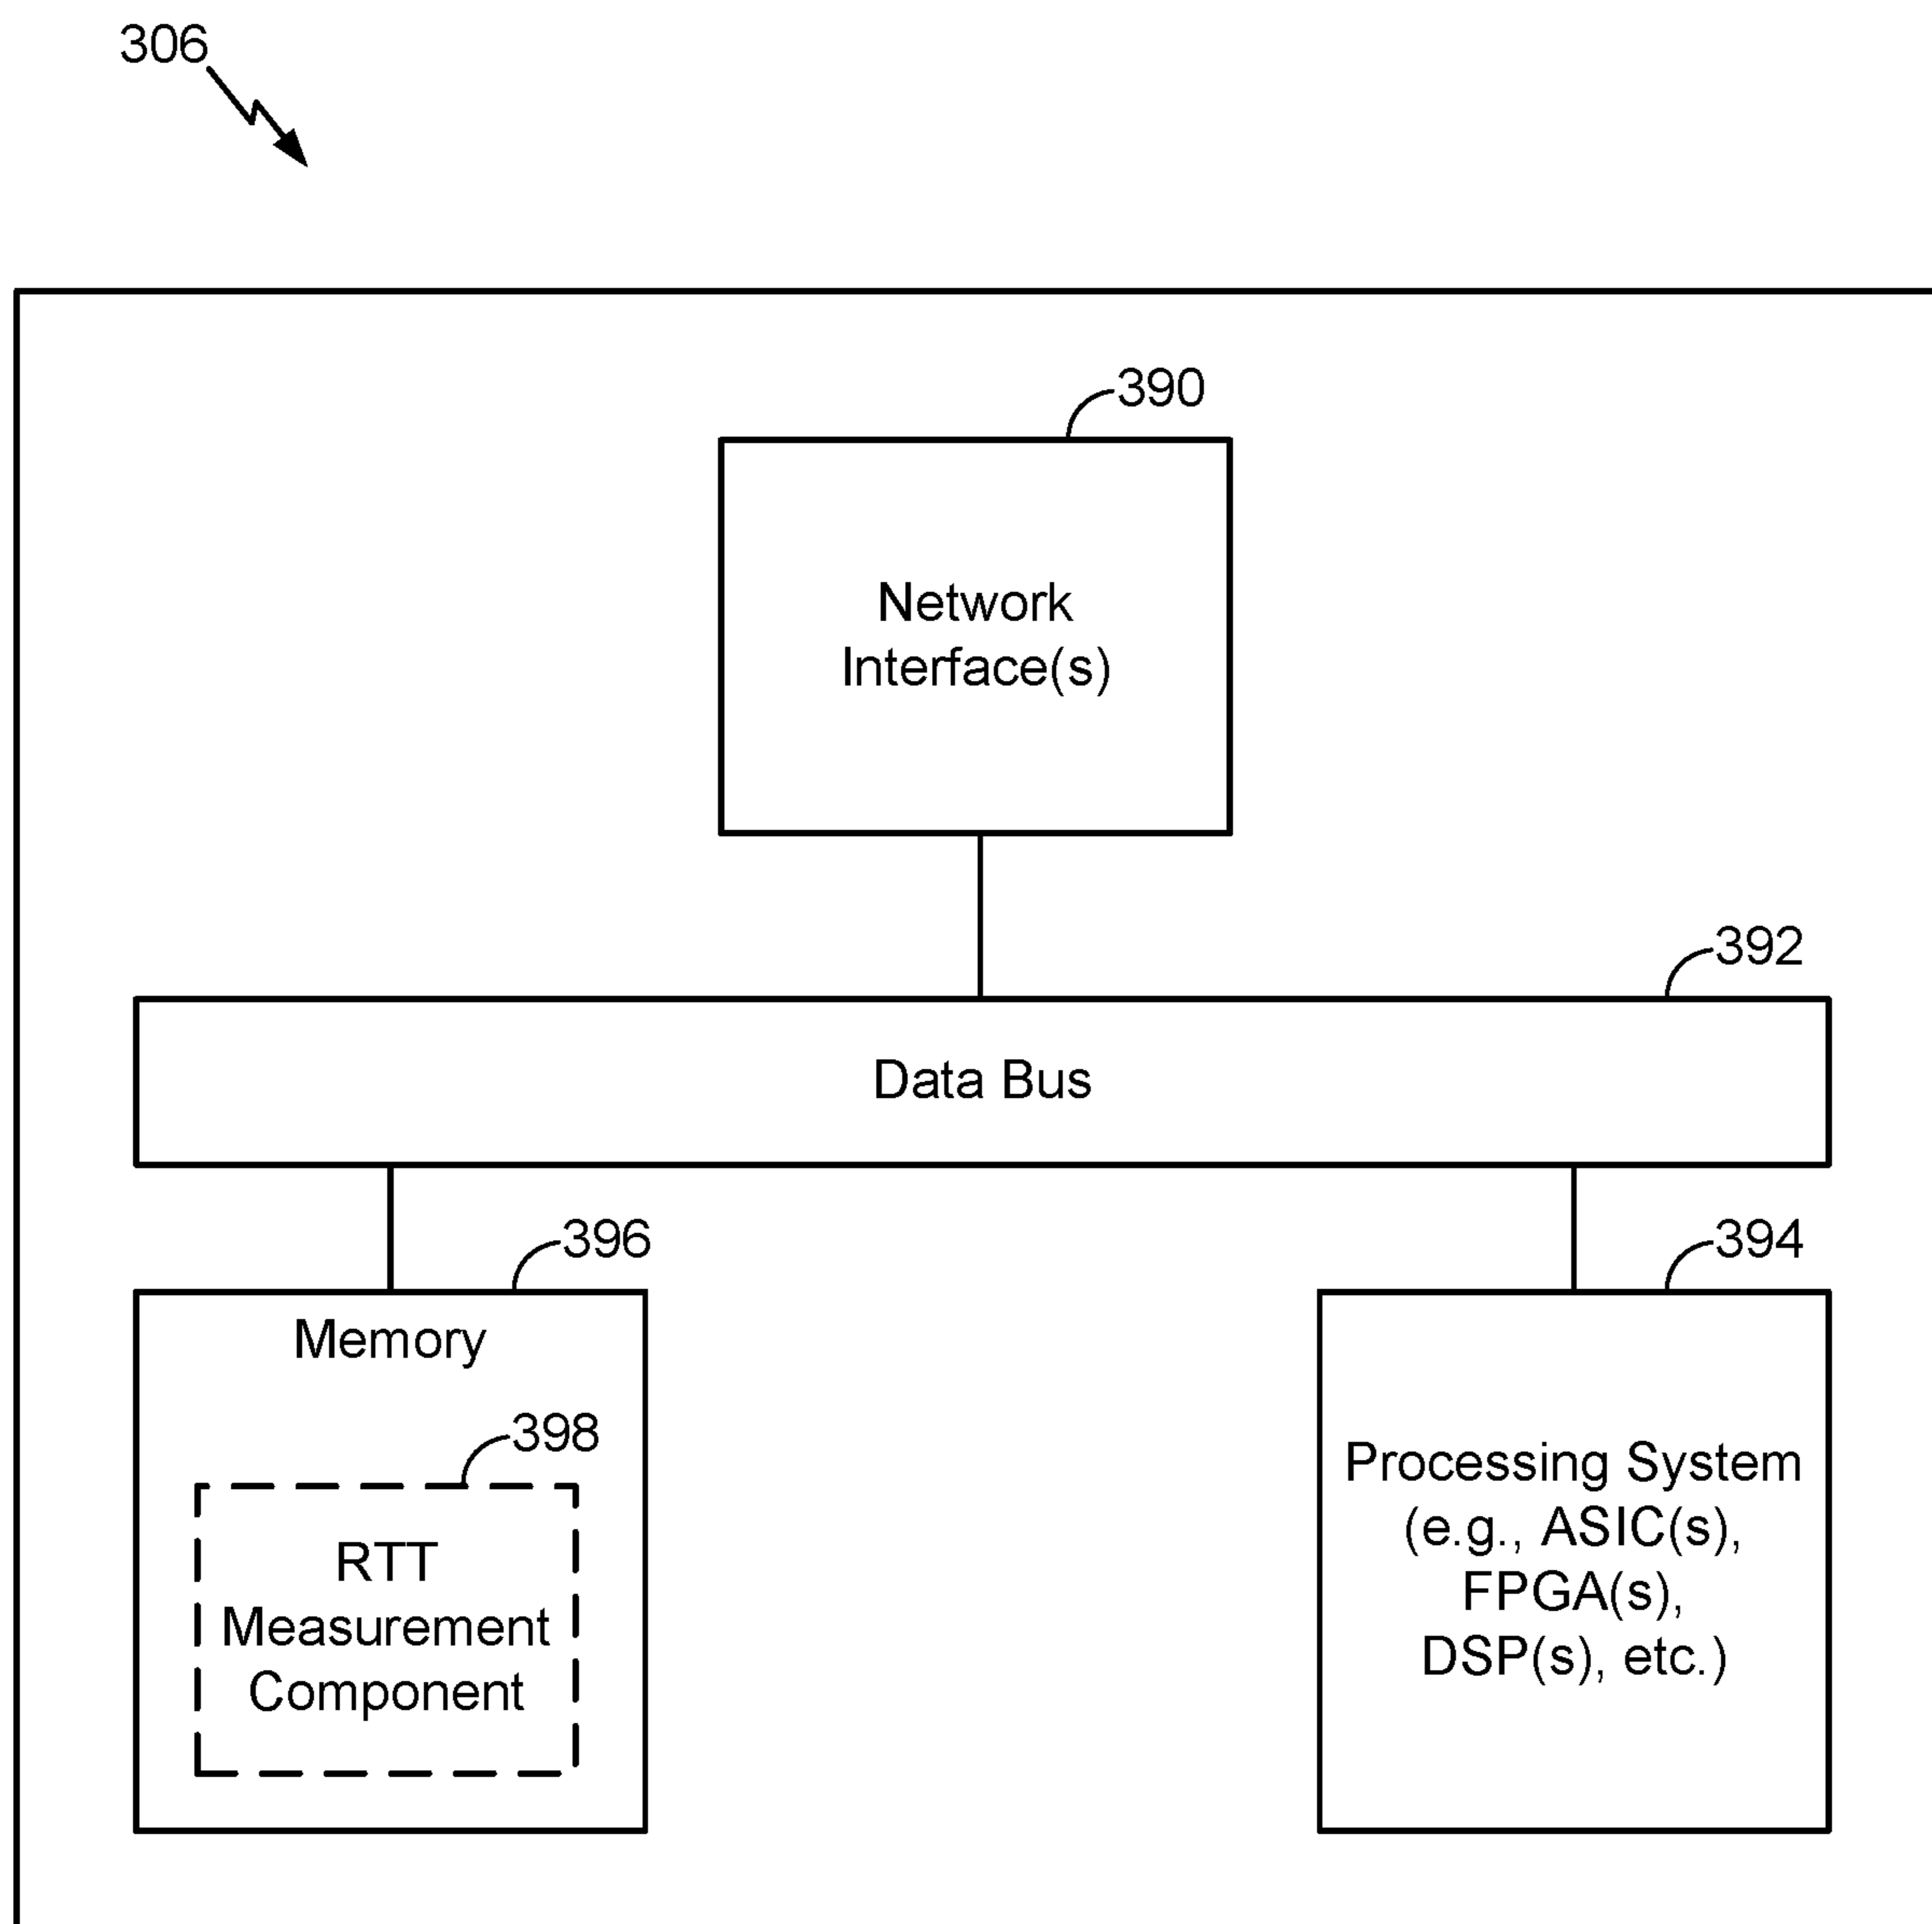 306
390
Network
Interface(s)
392
Data Bus
396
394
Memory
398
RTT
Measurement
Component
Processing System
(e.g., ASIC(s),
FPGA(s),
DSP(s), etc.)